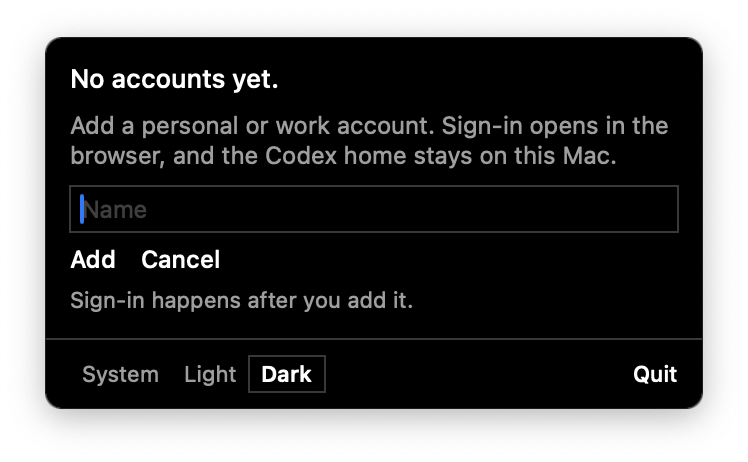 No accounts yet.
Add a personal or work account. Sign-in opens in the
browser, and the Codex home stays on this Mac.
Name
Add Cancel
Sign-in happens after you add it.
System Light Dark Quit